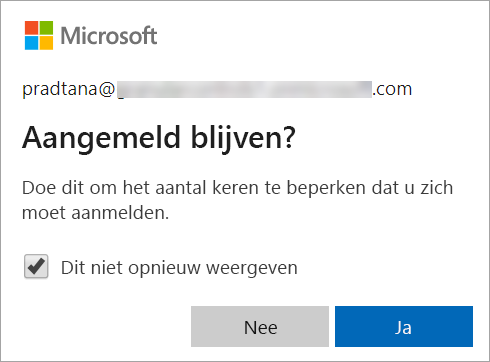 Microsoft
pradtana@ .com
Aangemeld blijven?
Doe dit om het aantal keren te beperken dat u zich
moet aanmelden.
Dit niet opnieuw weergeven
Nee
Ja